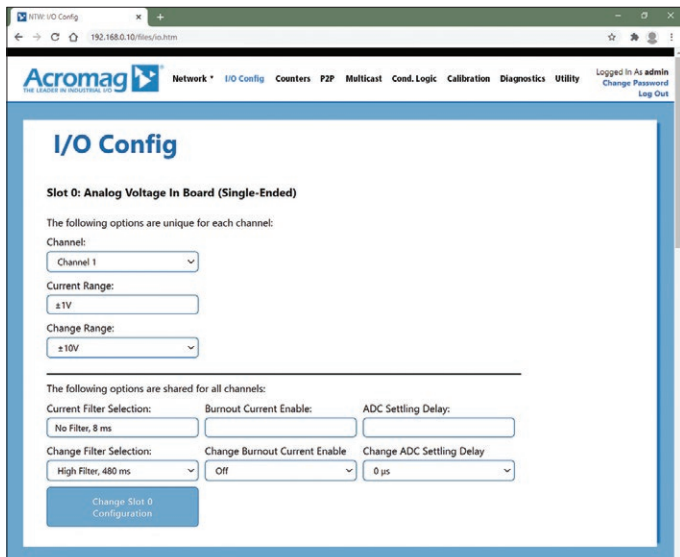 NTW: I/O Config
192.168.0.10/files/io.htm
Acromag
THE LEADER IN INDUSTRIAL I/O
Network * I/O Config Counters P2P Multicast Cond. Logic Calibration Diagnostics Utility
Logged In As admin
Change Password
Log Out
I/O Config
Slot 0: Analog Voltage In Board (Single-Ended)
The following options are unique for each channel:
Channel:
Channel 1
Current Range:
±1V
Change Range:
±10V
The following options are shared for all channels:
Current Filter Selection: Burnout Current Enable: ADC Settling Delay:
No Filter, 8 ms
Change Filter Selection: Change Burnout Current Enable Change ADC Settling Delay
High Filter, 480 ms Off 0 µs
Change Slot 0
Configuration